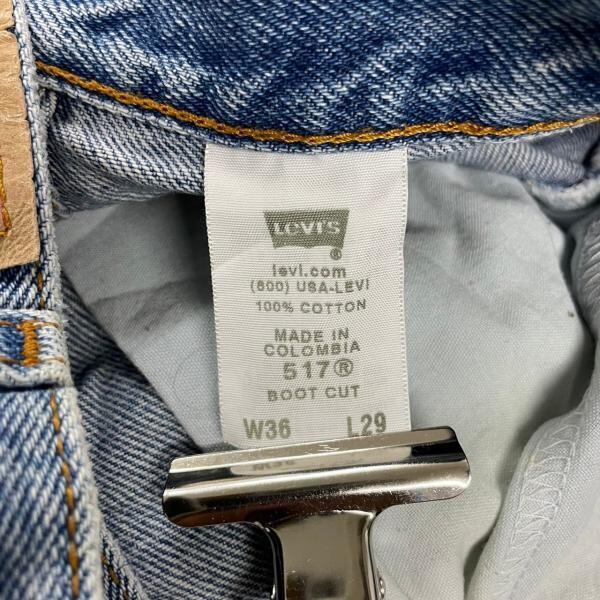 LEVI'S
®
levi.com
(800) USA-LEVI
100% COTTON
MADE IN
COLOMBIA
517®
BOOT CUT
W36 L29